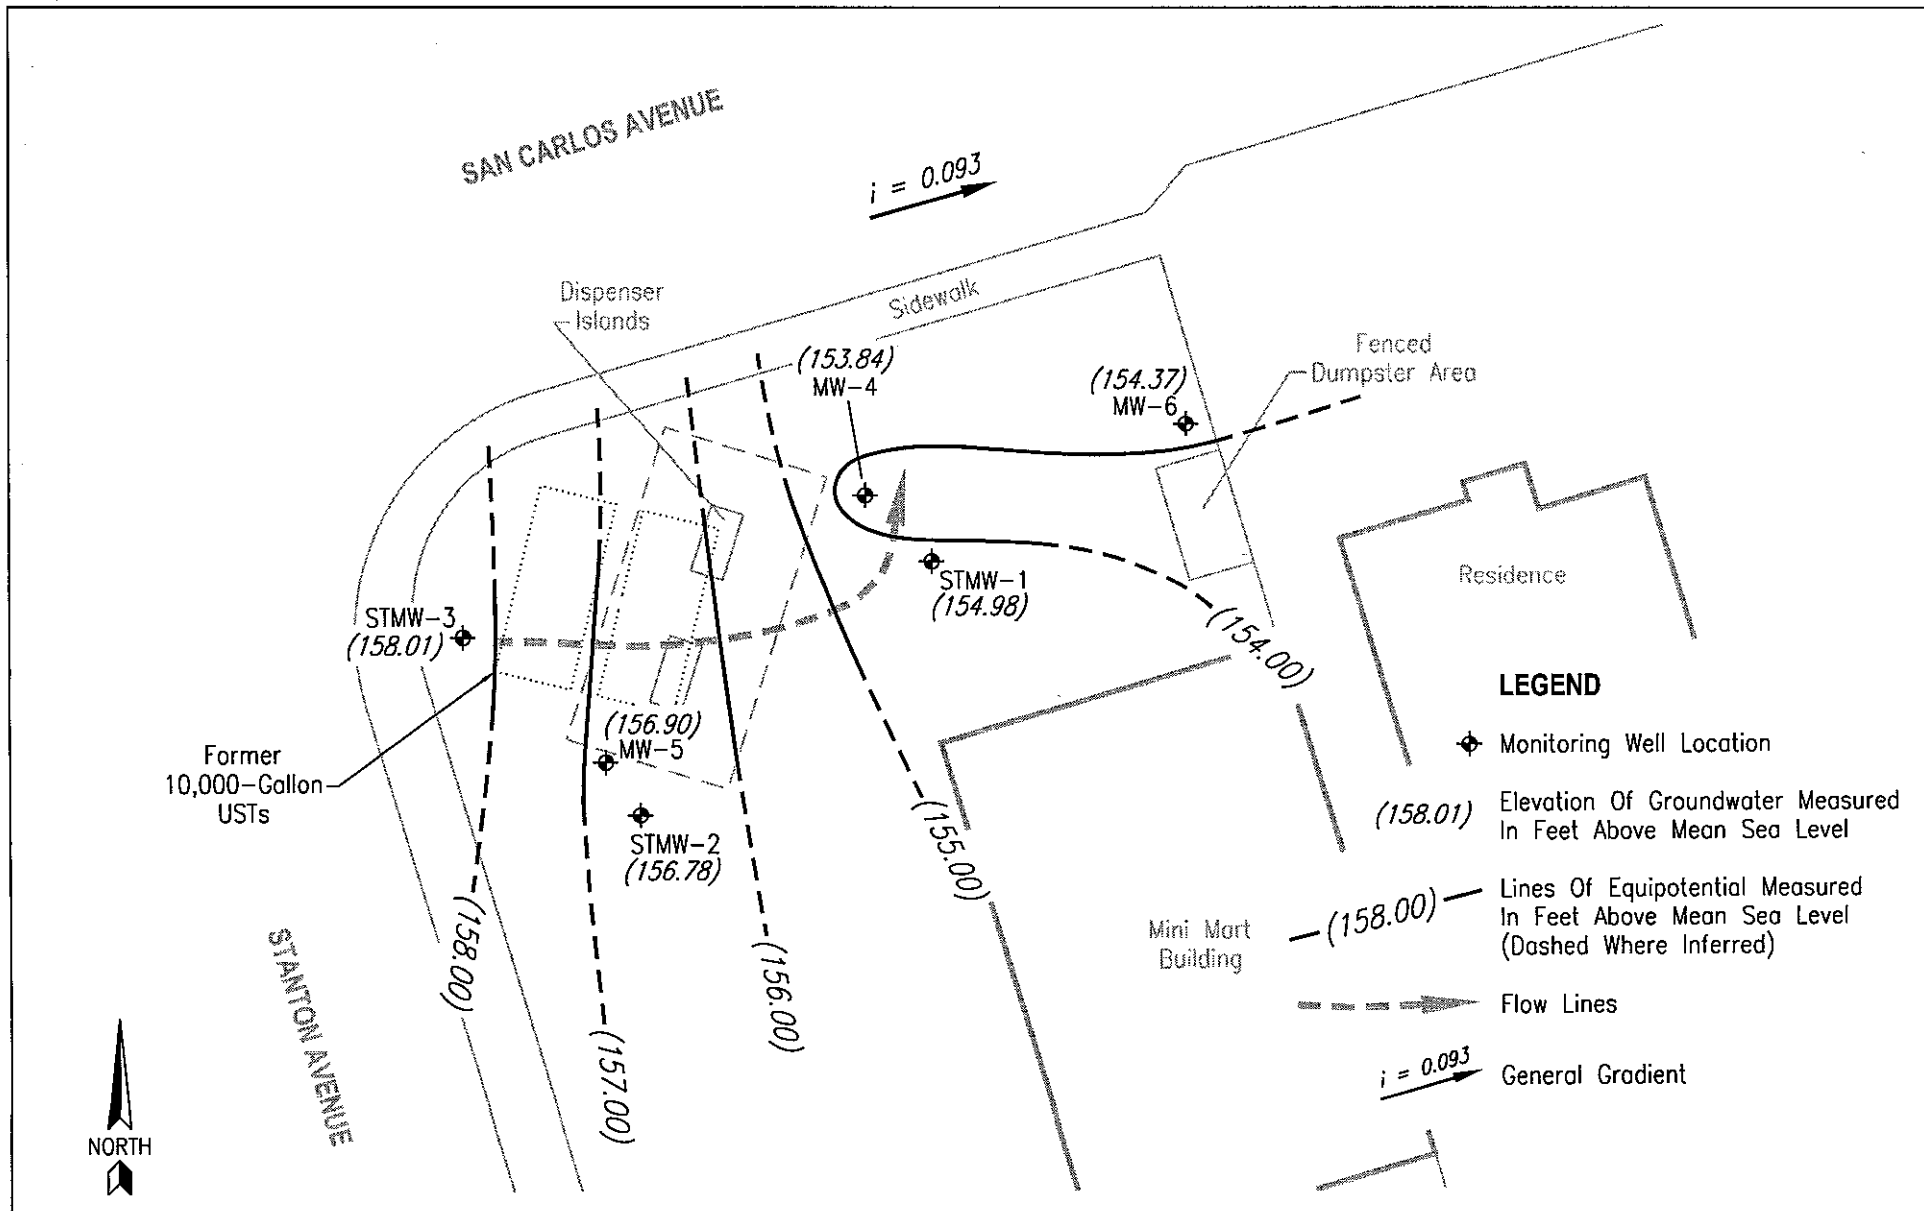 SAN CARLOS AVENUE
i = 0.093
Dispenser
Islands
Sidewalk
(153.84)
MW-4
(154.37)
MW-6
Fenced
Dumpster Area
STMW-1
(154.98)
Residence
STMW-3
(158.01)
(154.00)
(156.90)
MW-5
Former
10,000-Gallon
USTs
STMW-2
(156.78)
(155.00)
(158.00)
(156.00)
(157.00)
STANTON AVENUE
Mini Mart
Building
NORTH
LEGEND
Monitoring Well Location
(158.01)
Elevation Of Groundwater Measured
In Feet Above Mean Sea Level
(158.00)
Lines Of Equipotential Measured
In Feet Above Mean Sea Level
(Dashed Where Inferred)
Flow Lines
i = 0.093
General Gradient